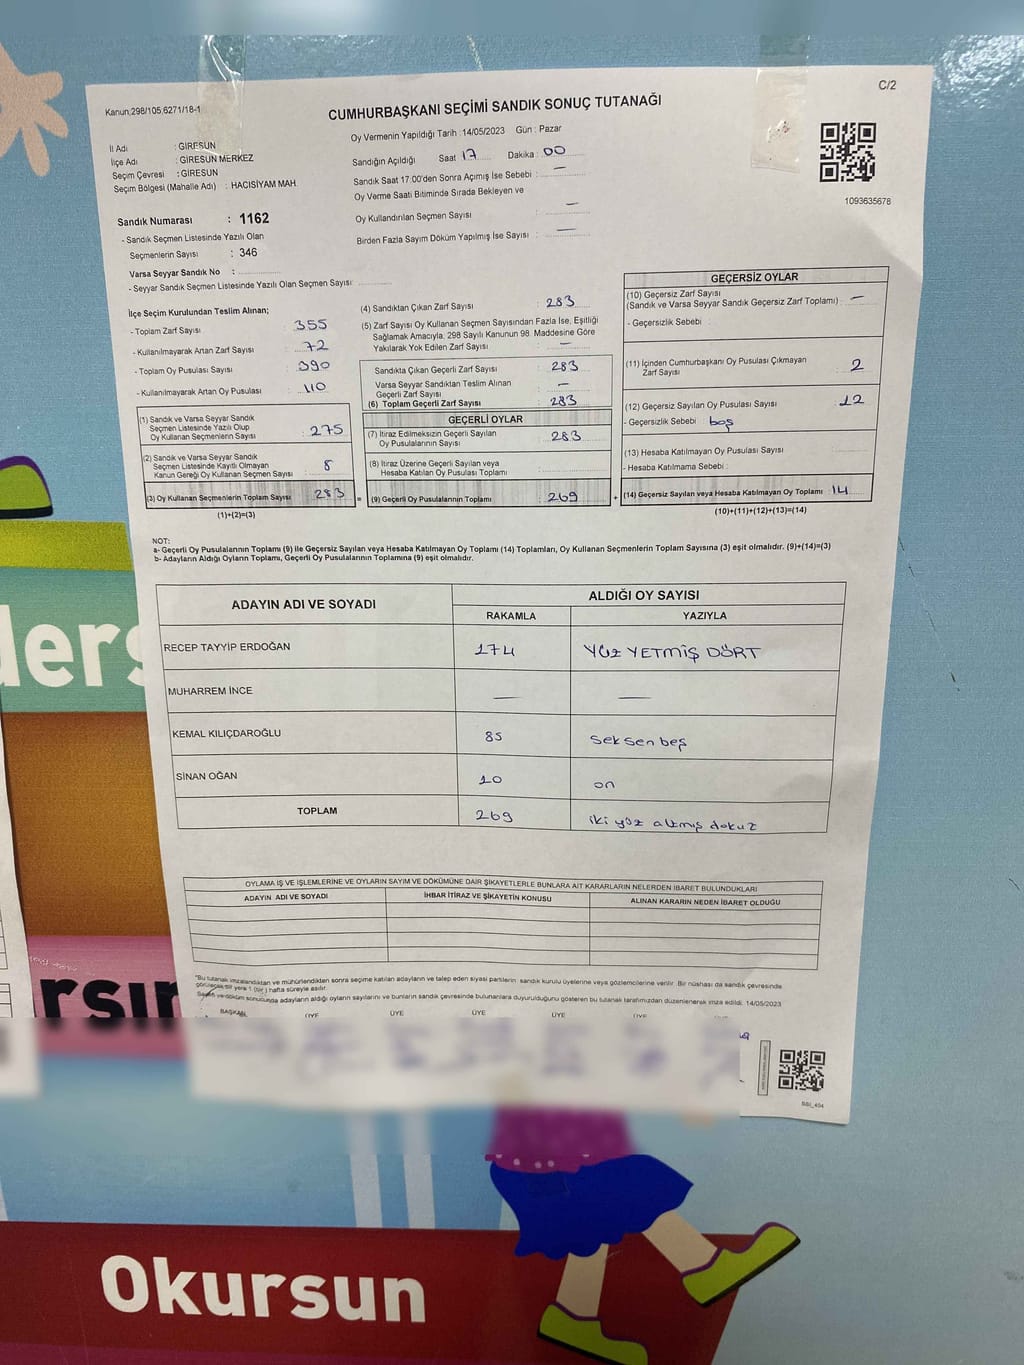 C/2
Kanun:298/105,6271/18-1
CUMHURBAŞKANI SEÇİMİ SANDIK SONUÇ TUTANAĞI
Oy Vermenin Yapıldığı Tarih :14/05/2023 Gün : Pazar
İl Adı : GİRESUN
İlçe Adı : GİRESUN MERKEZ
Seçim Çevresi : GİRESUN
Seçim Bölgesi (Mahalle Adı) : HACISİYAM MAH.
Sandığın Açıldığı Saat 17 Dakika : 00
Sandık Saat 17:00'den Sonra Açımış İse Sebebi : —
Oy Verme Saati Bitiminde Sırada Bekleyen ve
Oy Kullandırılan Seçmen Sayısı : —
Birden Fazla Sayım Döküm Yapılmış İse Sayısı : —
1093635678
Sandık Numarası : 1162
- Sandık Seçmen Listesinde Yazılı Olan
Seçmenlerin Sayısı : 346
Varsa Seyyar Sandık No :
- Seyyar Sandık Seçmen Listesinde Yazılı Olan Seçmen Sayısı:
İlçe Seçim Kurulundan Teslim Alınan;
- Toplam Zarf Sayısı : 355
- Kullanılmayarak Artan Zarf Sayısı : 72
- Toplam Oy Pusulası Sayısı : 390
- Kullanılmayarak Artan Oy Pusulası : 110
(1) Sandık ve Varsa Seyyar Sandık
Seçmen Listesinde Yazılı Olup
Oy Kullanan Seçmenlerin Sayısı : 275
(2) Sandık ve Varsa Seyyar Sandık
Seçmen Listesinde Kayıtlı Olmayan
Kanun Gereği Oy Kullanan Seçmen Sayısı : 8
(3) Oy Kullanan Seçmenlerin Toplam Sayısı : 283
(1)+(2)=(3)
(4) Sandıktan Çıkan Zarf Sayısı : 283
(5) Zarf Sayısı Oy Kullanan Seçmen Sayısından Fazla İse, Eşitliği
Sağlamak Amacıyla; 298 Sayılı Kanunun 98. Maddesine Göre
Yakılarak Yok Edilen Zarf Sayısı : —
Sandıkta Çıkan Geçerli Zarf Sayısı : 283
Varsa Seyyar Sandıktan Teslim Alınan
Geçerli Zarf Sayısı : —
(6) Toplam Geçerli Zarf Sayısı : 283
GEÇERLİ OYLAR
(7) İtiraz Edilmeksizin Geçerli Sayılan
Oy Pusulalarının Sayısı : 283
(8) İtiraz Üzerine Geçerli Sayılan veya
Hesaba Katılan Oy Pusulası Toplamı :
= (9) Geçerli Oy Pusulalarının Toplamı : 269
GEÇERSİZ OYLAR
(10) Geçersiz Zarf Sayısı
(Sandık ve Varsa Seyyar Sandık Geçersiz Zarf Toplamı) : —
- Geçersizlik Sebebi :
(11) İçinden Cumhurbaşkanı Oy Pusulası Çıkmayan
Zarf Sayısı 2
(12) Geçersiz Sayılan Oy Pusulası Sayısı 12
- Geçersizlik Sebebi : boş
(13) Hesaba Katılmayan Oy Pusulası Sayısı
- Hesaba Katılmama Sebebi :
+ (14) Geçersiz Sayılan veya Hesaba Katılmayan Oy Toplamı : 14
(10)+(11)+(12)+(13)=(14)
NOT:
a- Geçerli Oy Pusulalarının Toplamı (9) ile Geçersiz Sayılan veya Hesaba Katılmayan Oy Toplamı (14) Toplamları, Oy Kullanan Seçmenlerin Toplam Sayısına (3) eşit olmalıdır. (9)+(14)=(3)
b- Adayların Aldığı Oyların Toplamı, Geçerli Oy Pusulalarının Toplamına (9) eşit olmalıdır.
ADAYIN ADI VE SOYADI ALDIĞI OY SAYISI
RAKAMLA YAZIYLA
RECEP TAYYİP ERDOĞAN 174 YÜZ YETMİŞ DÖRT
MUHARREM İNCE — —
KEMAL KILIÇDAROĞLU 85 seksen beş
SİNAN OĞAN 10 on
TOPLAM 269 iki yüz altmış dokuz
OYLAMA İŞ VE İŞLEMLERİNE VE OYLARIN SAYIM VE DÖKÜMÜNE DAİR ŞİKAYETLERLE BUNLARA AİT KARARLARIN NELERDEN İBARET BULUNDUKLARI
ADAYIN ADI VE SOYADI İHBAR İTİRAZ VE ŞİKAYETİN KONUSU ALINAN KARARIN NEDEN İBARET OLDUĞU
"Bu tutanak imzalandıktan ve mühürlendikten sonra seçime katılan adayların ve talep eden siyasi partilerin sandık kurulu üyelerine veya gözlemcilerine verilir. Bir nüshası da sandık çevresinde
görülecek bir yere 1 (bir) hafta süreyle asılır.
Seçim ve döküm sonucunda adayların aldığı oyların sayılarını ve bunların sandık çevresinde bulunanlara duyurulduğunu gösteren bu tutanak tarafımızdan düzenlenerek imza edildi. 14/05/2023
BAŞKAN ÜYE ÜYE ÜYE ÜYE ÜYE
SSI_404
ders
rsın
Okursun